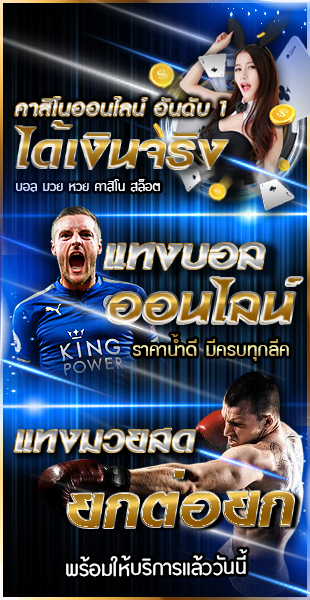 คาสิโนออนไลน์ อันดับ 1
ได้เงินจริง
บอล มวย หวย คาสิโน สล็อต
แทงบอล
ออนไลน์
KING
POWER
ราคาน้ำดี มีครบทุกลีค
แทงมวยสด
ยกต่อยก
พร้อมให้บริการแล้ววันนี้